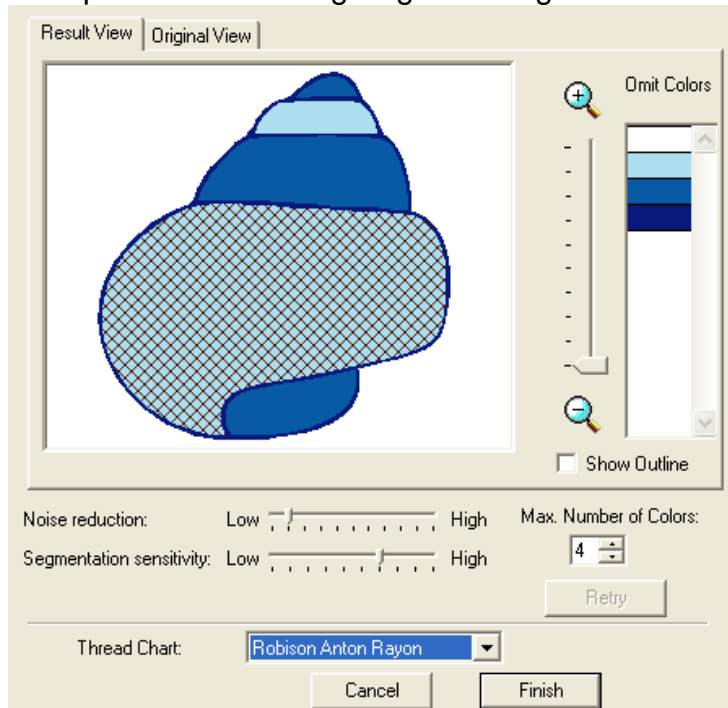 Result View Original View
Omit Colors
Show Outline
Noise reduction: Low High Max. Number of Colors:
4
Segmentation sensitivity: Low High
Retry
Thread Chart: Robison Anton Rayon
Cancel Finish